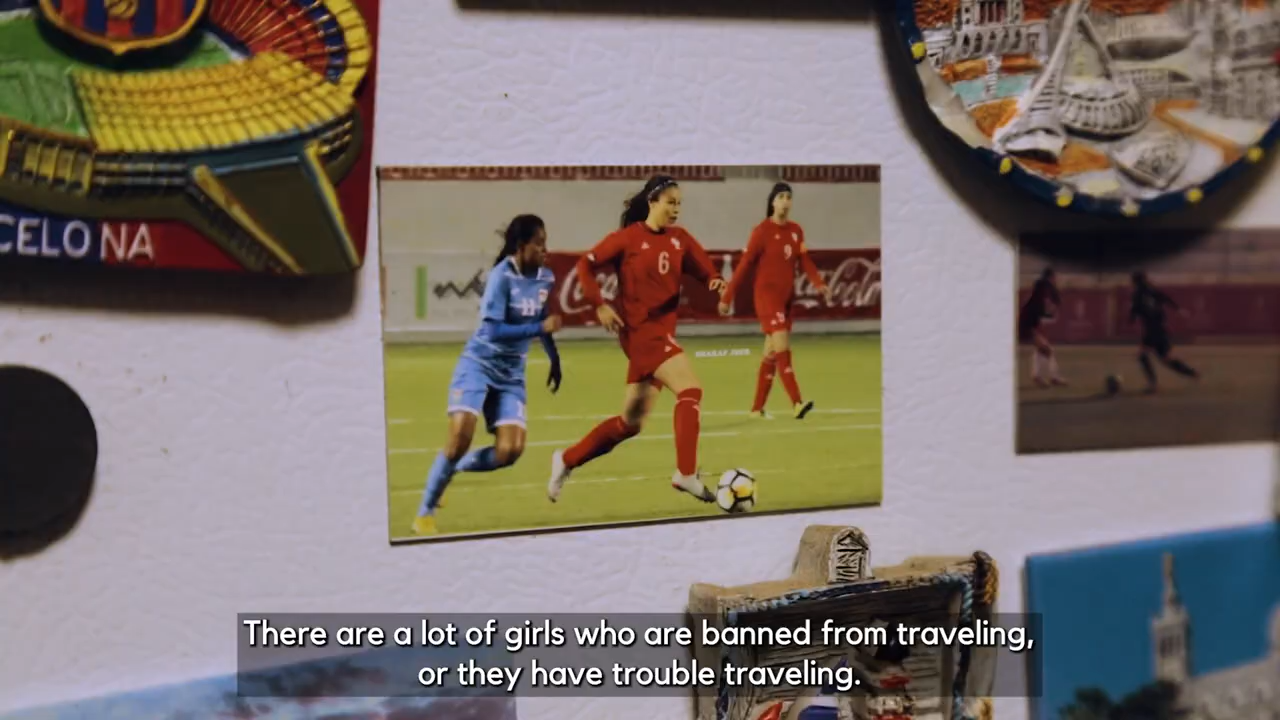 CELONA
11
6
9
Coca-Cola
There are a lot of girls who are banned from traveling,
or they have trouble traveling.